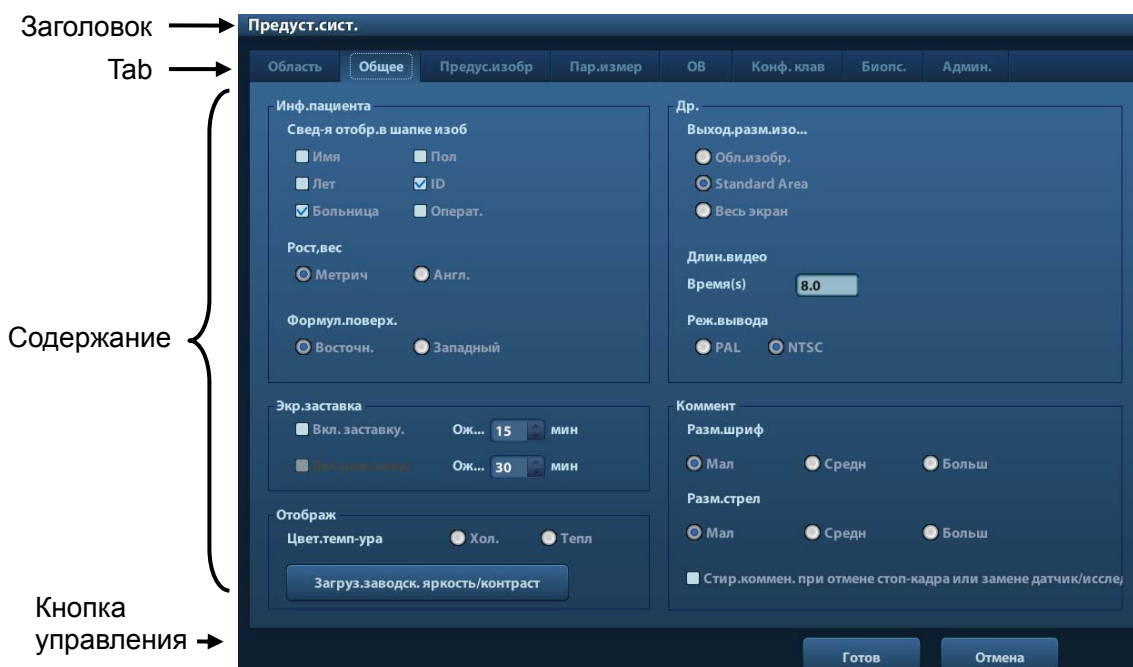 Заголовок
Предуст.сист.
Tab
Область Общее Предус.изобр Пар.измер ОВ Конф. клав Биопс. Админ.
Содержание
Инф.пациента
Свед-я отобр.в шапке изоб
Имя Пол
Лет ID
Больница Операт.
Рост,вес
Метрич Англ.
Формул.поверх.
Восточн. Западный
Др.
Выход.разм.изо...
Обл.изобр.
Standard Area
Весь экран
Длин.видео
Время(s) 8.0
Реж.вывода
PAL NTSC
Экр.заставка
Вкл. заставку. Ож... 15 мин
Ож... 30 мин
Коммент
Разм.шриф
Мал Средн Больш
Разм.стрел
Мал Средн Больш
Стир.коммен. при отмене стоп-кадра или замене датчик/исслед
Отображ
Цвет.темп-ура Хол. Тепл
Загруз.заводск. яркость/контраст
Кнопка
управления
Готов Отмена